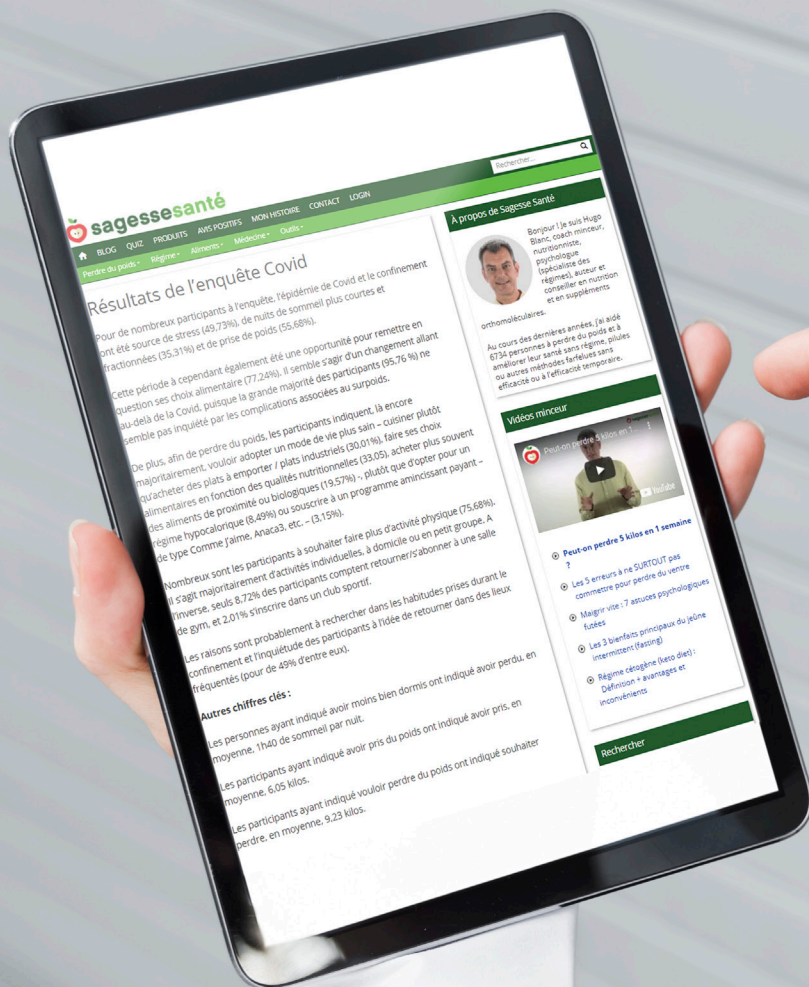 sagessesanté
Rechercher...
BLOG QUIZ PRODUITS AVIS POSITIFS MON HISTOIRE CONTACT LOGIN
Perdre du poids Régime Aliments Médecine Outils
Résultats de l'enquête Covid
Pour de nombreux participants à l'enquête, l'épidémie de Covid et le confinement
ont été source de stress (49,73%), de nuits de sommeil plus courtes et
fractionnées (35,31%) et de prise de poids (55,68%).
Cette période à cependant également été une opportunité pour remettre en
question ses choix alimentaire (77,24%). Il semble s'agir d'un changement allant
au-delà de la Covid, puisque la grande majorité des participants (95,76 %) ne
semble pas inquiété par les complications associées au surpoids.
De plus, afin de perdre du poids, les participants indiquent, là encore
majoritairement, vouloir adopter un mode de vie plus sain – cuisiner plutôt
qu'acheter des plats à emporter / plats industriels (30,01%), faire ses choix
alimentaires en fonction des qualités nutritionnelles (33,05), acheter plus souvent
des aliments de proximité ou biologiques (19,57%) -, plutôt que d'opter pour un
régime hypocalorique (8,49%) ou souscrire à un programme amincissant payant –
de type Comme J'aime, Anaca3, etc. – (3,15%).
Nombreux sont les participants à souhaiter faire plus d'activité physique (75,68%).
Il s'agit majoritairement d'activités individuelles, à domicile ou en petit groupe. A
l'inverse, seuls 8,72% des participants comptent retourner/s'abonner à une salle
de gym, et 2,01% s'inscrire dans un club sportif.
Les raisons sont probablement à rechercher dans les habitudes prises durant le
confinement et l'inquiétude des participants à l'idée de retourner dans des lieux
fréquentés (pour de 49% d'entre eux).
Autres chiffres clés :
Les personnes ayant indiqué avoir moins bien dormis ont indiqué avoir perdu, en
moyenne, 1h40 de sommeil par nuit.
Les participants ayant indiqué avoir pris du poids ont indiqué avoir pris, en
moyenne, 6,05 kilos.
Les participants ayant indiqué vouloir perdre du poids ont indiqué souhaiter
perdre, en moyenne, 9,23 kilos.
À propos de Sagesse Santé
Bonjour ! Je suis Hugo
Blanc, coach minceur,
nutritionniste,
psychologue
(spécialiste des
régimes), auteur et
conseiller en nutrition
et en suppléments
orthomoléculaires.
Au cours des dernières années, j'ai aidé
6734 personnes à perdre du poids et à
améliorer leur santé sans régime, pilules
ou autres méthodes farfelues sans
efficacité ou à l'efficacité temporaire.
Vidéos minceur
Peut-on perdre 5 kilos en 1...
YouTube
Peut-on perdre 5 kilos en 1 semaine
?
Les 5 erreurs à ne SURTOUT pas
commettre pour perdre du ventre
Maigrir vite : 7 astuces psychologiques
futées
Les 3 bienfaits principaux du jeûne
intermittent (fasting)
Régime cétogène (keto diet) :
Définition + avantages et
inconvénients
Rechercher